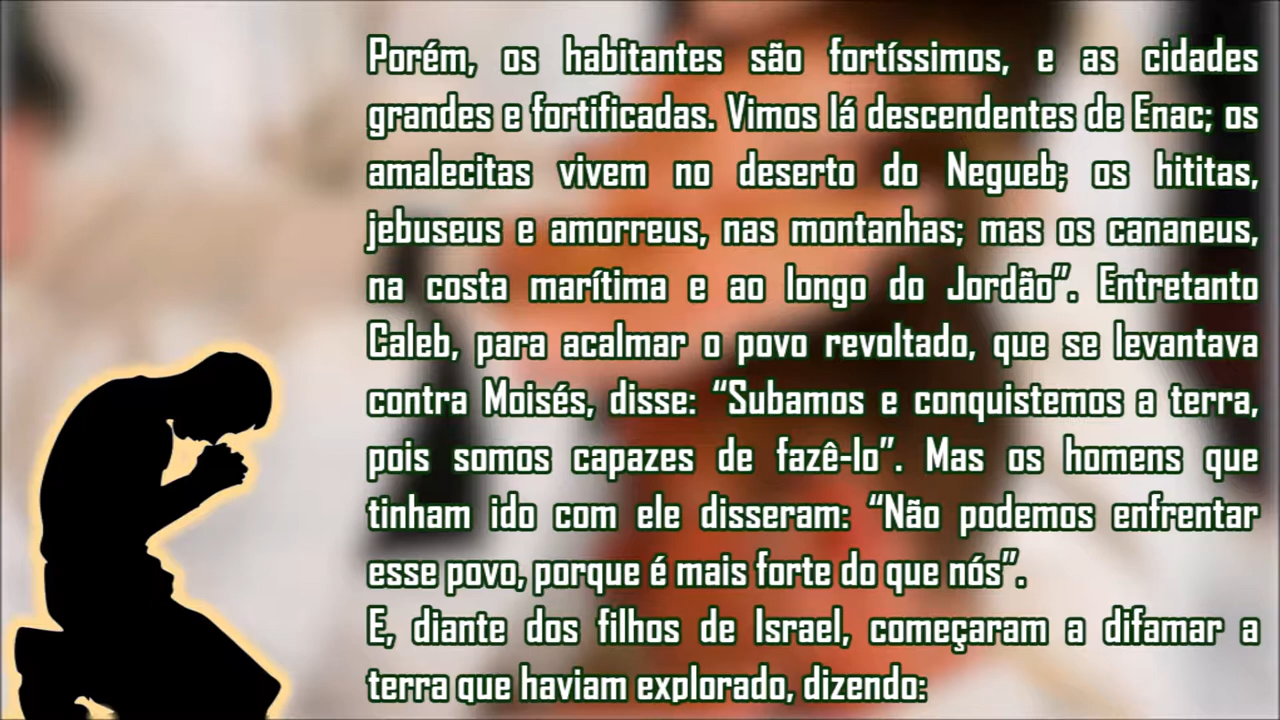 Porém, os habitantes são fortíssimos, e as cidades
grandes e fortificadas. Vimos lá descendentes de Enac; os
amalecitas vivem no deserto do Negueb; os hititas,
jebuseus e amorreus, nas montanhas; mas os cananeus,
na costa marítima e ao longo do Jordão”. Entretanto
Caleb, para acalmar o povo revoltado, que se levantava
contra Moisés, disse: “Subamos e conquistemos a terra,
pois somos capazes de fazê-lo”. Mas os homens que
tinham ido com ele disseram: “Não podemos enfrentar
esse povo, porque é mais forte do que nós”.
E, diante dos filhos de Israel, começaram a difamar a
terra que haviam explorado, dizendo: